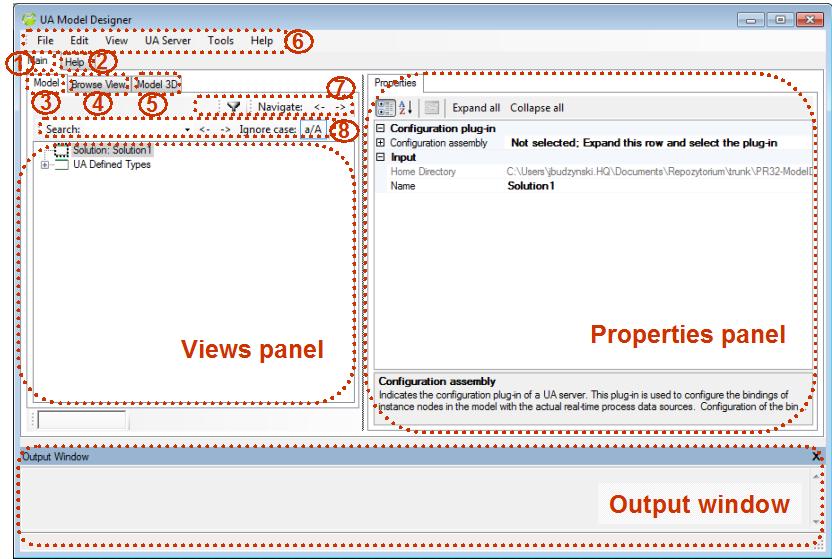 UA Model Designer
File Edit View UA Server Tools Help 6
1 Main Help 2
Model Browse View Model 3D 7
3 4 5 Navigate: <- ->
Search: <- -> Ignore case: a/A 8
Solution: Solution1
UA Defined Types
Views panel
Properties
Expand all Collapse all
Configuration plug-in
Configuration assembly Not selected; Expand this row and select the plug-in
Input
Home Directory C:\Users\jbudzynski.HQ\Documents\Repozytorium\trunk\PR32-ModelD
Name Solution1
Properties panel
Configuration assembly
Indicates the configuration plug-in of a UA server. This plug-in is used to configure the bindings of
instance nodes in the model with the actual real-time process data sources. Configuration of the bin...
Output Window X
Output window